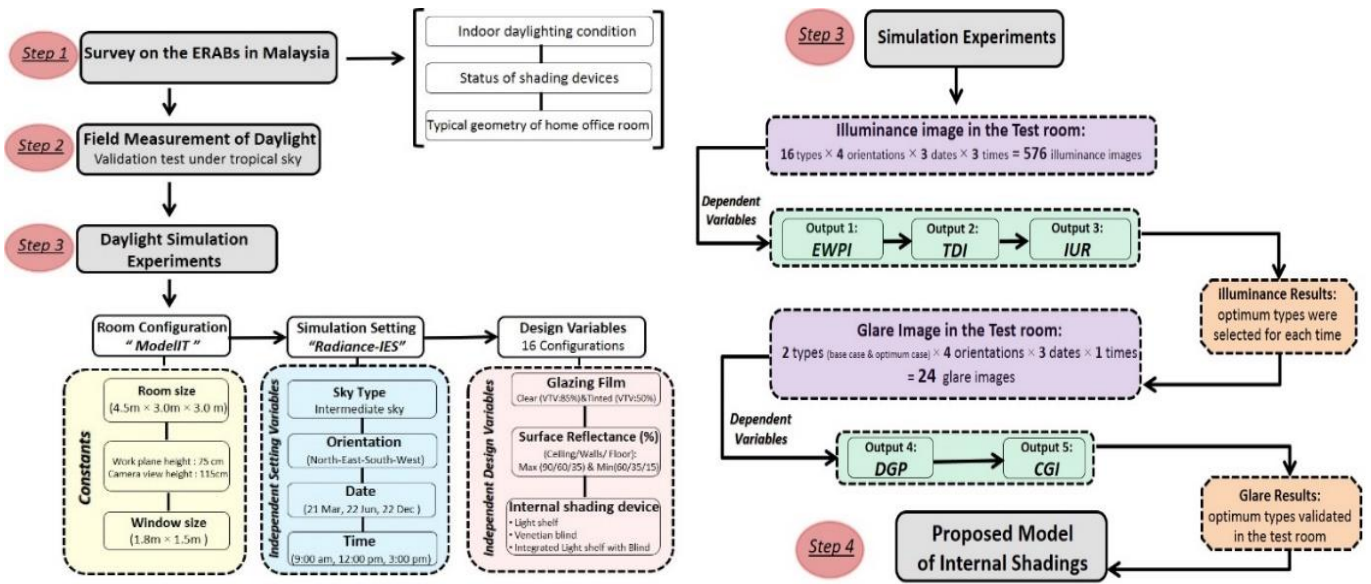 Step 1
Survey on the ERABs in Malaysia
Indoor daylighting condition
Status of shading devices
Typical geometry of home office room
Step 2
Field Measurement of Daylight
Validation test under tropical sky
Step 3
Daylight Simulation
Experiments
Room Configuration
“ ModelIT ”
Simulation Setting
“Radiance-IES”
Design Variables
16 Configurations
Constants
Room size
(4.5m × 3.0m × 3.0 m)
Work plane height : 75 cm
Camera view height : 115cm
Window size
(1.8m × 1.5m )
Independent Setting Variables
Sky Type
Intermediate sky
Orientation
(North-East-South-West)
Date
(21 Mar, 22 Jun, 22 Dec )
Time
(9:00 am, 12:00 pm, 3:00 pm)
Independent Design Variables
Glazing Film
Clear (VTV:85%)&Tinted (VTV:50%)
Surface Reflectance (%)
(Ceiling/Walls/ Floor):
Max (90/60/35) & Min(60/35/15)
Internal shading device
• Light shelf
• Venetian blind
• Integrated Light shelf with Blind
Step 3
Simulation Experiments
Illuminance image in the Test room:
16 types × 4 orientations × 3 dates × 3 times = 576 illuminance images
Dependent
Variables
Output 1:
EWPI
Output 2:
TDI
Output 3:
IUR
Illuminance Results:
optimum types were
selected for each time
Glare Image in the Test room:
2 types (base case & optimum case) × 4 orientations × 3 dates × 1 times
= 24 glare images
Dependent
Variables
Output 4:
DGP
Output 5:
CGI
Glare Results:
optimum types validated
in the test room
Step 4
Proposed Model
of Internal Shadings